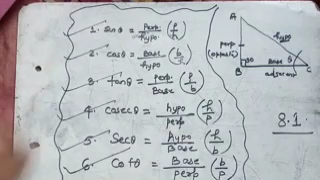 1. Sinθ = perp/hypo (p/h)
2. cosθ = Base/hypo (b/h)
3. tanθ = perp/Base (p/b)
4. cosecθ = hypo/perp (h/p)
5. Secθ = hypo/Base (h/b)
6. Cotθ = Base/perp (b/p)
A
hypo
perp
(opposite)
90 Base θ
B C
adjacent
8.1